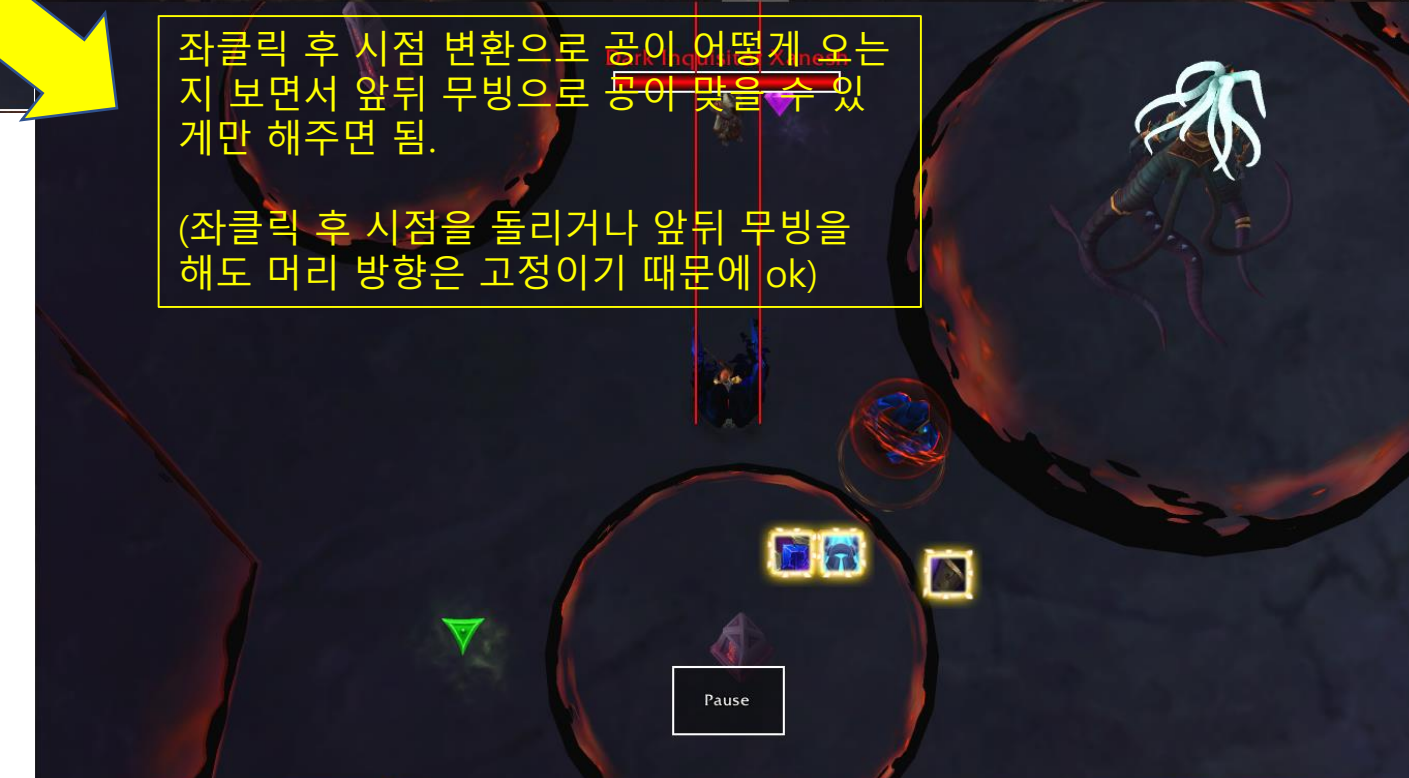 좌클릭 후 시점 변환으로 공이 어떻게 오는
지 보면서 앞뒤 무빙으로 공이 맞을 수 있
게만 해주면 됨.
(좌클릭 후 시점을 돌리거나 앞뒤 무빙을
해도 머리 방향은 고정이기 때문에 ok)
Dark Inquisitor Xanesh
Pause